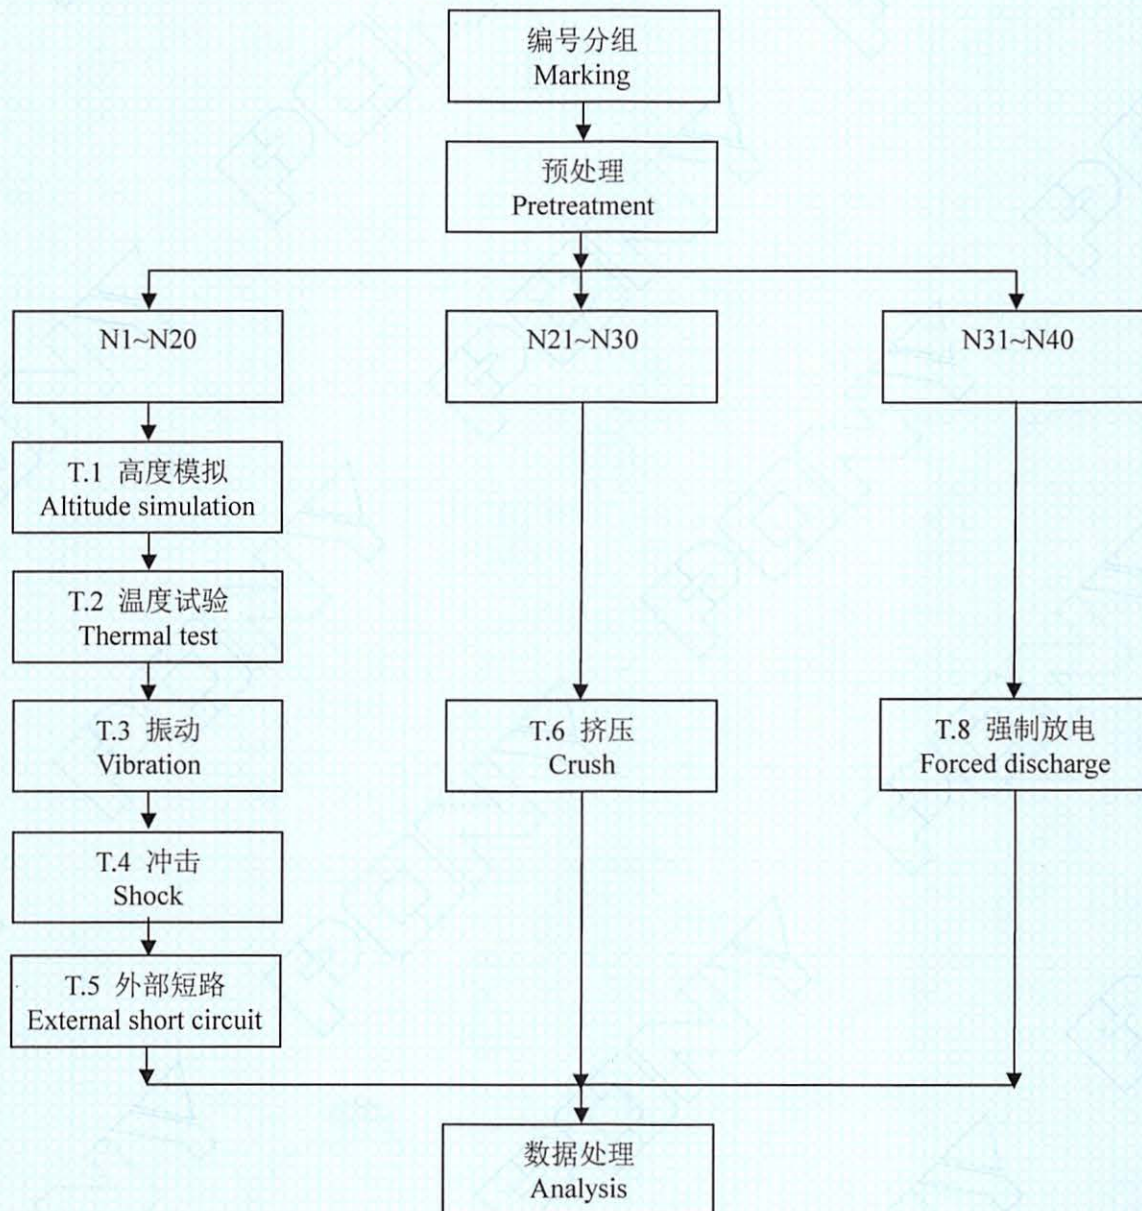 编号分组
Marking
预处理
Pretreatment
N1~N20
N21~N30
N31~N40
T.1 高度模拟
Altitude simulation
T.2 温度试验
Thermal test
T.3 振动
Vibration
T.6 挤压
Crush
T.8 强制放电
Forced discharge
T.4 冲击
Shock
T.5 外部短路
External short circuit
数据处理
Analysis